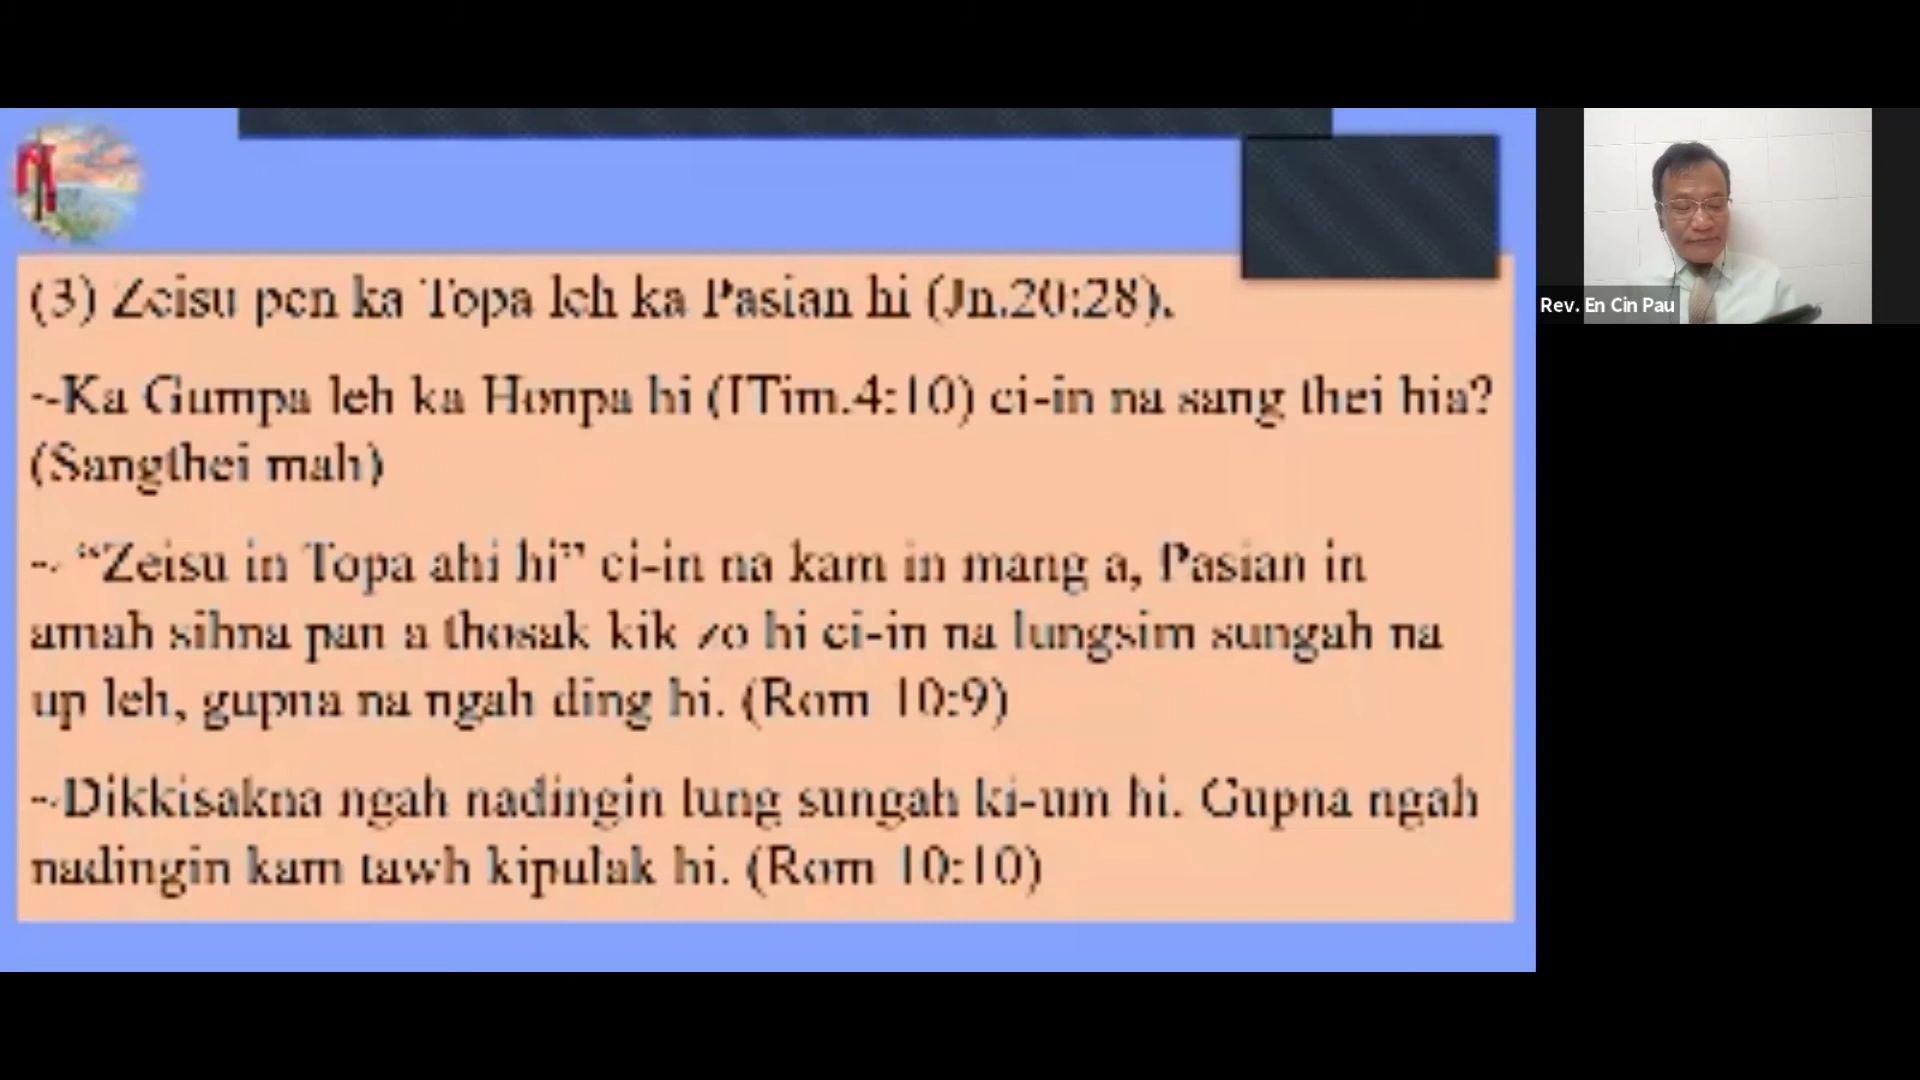 (3) Zeisu pen ka Topa leh ka Pasian hi (Jn.20:28).
--Ka Gumpa leh ka Honpa hi (ITim.4:10) ci-in na sang thei hia?
(Sangthei mah)
-- “Zeisu in Topa ahi hi” ci-in na kam in mang a, Pasian in
amah sihna pan a thosak kik zo hi ci-in na lungsim sungah na
up leh, gupna na ngah ding hi. (Rom 10:9)
--Dikkisakna ngah nadingin lung sungah ki-um hi. Gupna ngah
nadingin kam tawh kipulak hi. (Rom 10:10)
Rev. En Cin Pau